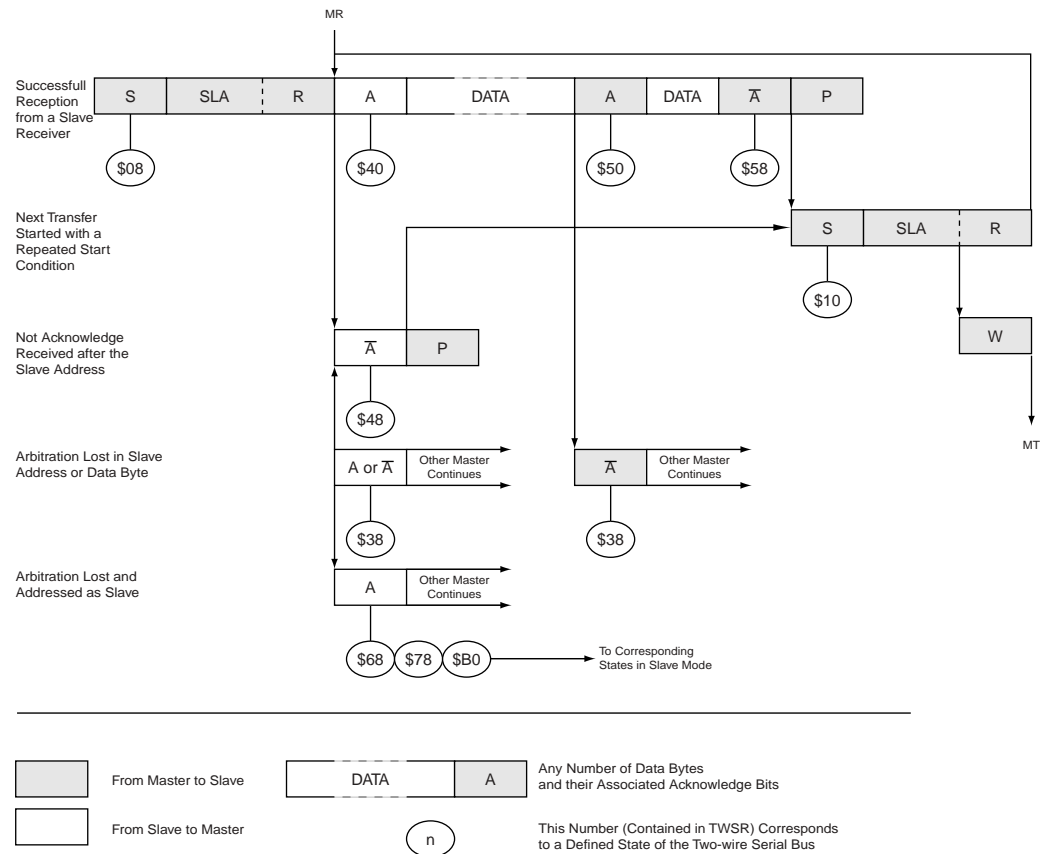 MR
Successfull
Reception
from a Slave
Receiver
S SLA R A DATA A DATA A̅ P
$08 $40 $50 $58
Next Transfer
Started with a
Repeated Start
Condition
S SLA R
$10
Not Acknowledge
Received after the
Slave Address
A̅ P
W
$48
MT
Arbitration Lost in Slave
Address or Data Byte
A or A̅ Other Master
Continues
A̅ Other Master
Continues
$38 $38
Arbitration Lost and
Addressed as Slave
A Other Master
Continues
$68 $78 $B0
To Corresponding
States in Slave Mode
From Master to Slave
DATA A
Any Number of Data Bytes
and their Associated Acknowledge Bits
From Slave to Master
n
This Number (Contained in TWSR) Corresponds
to a Defined State of the Two-wire Serial Bus